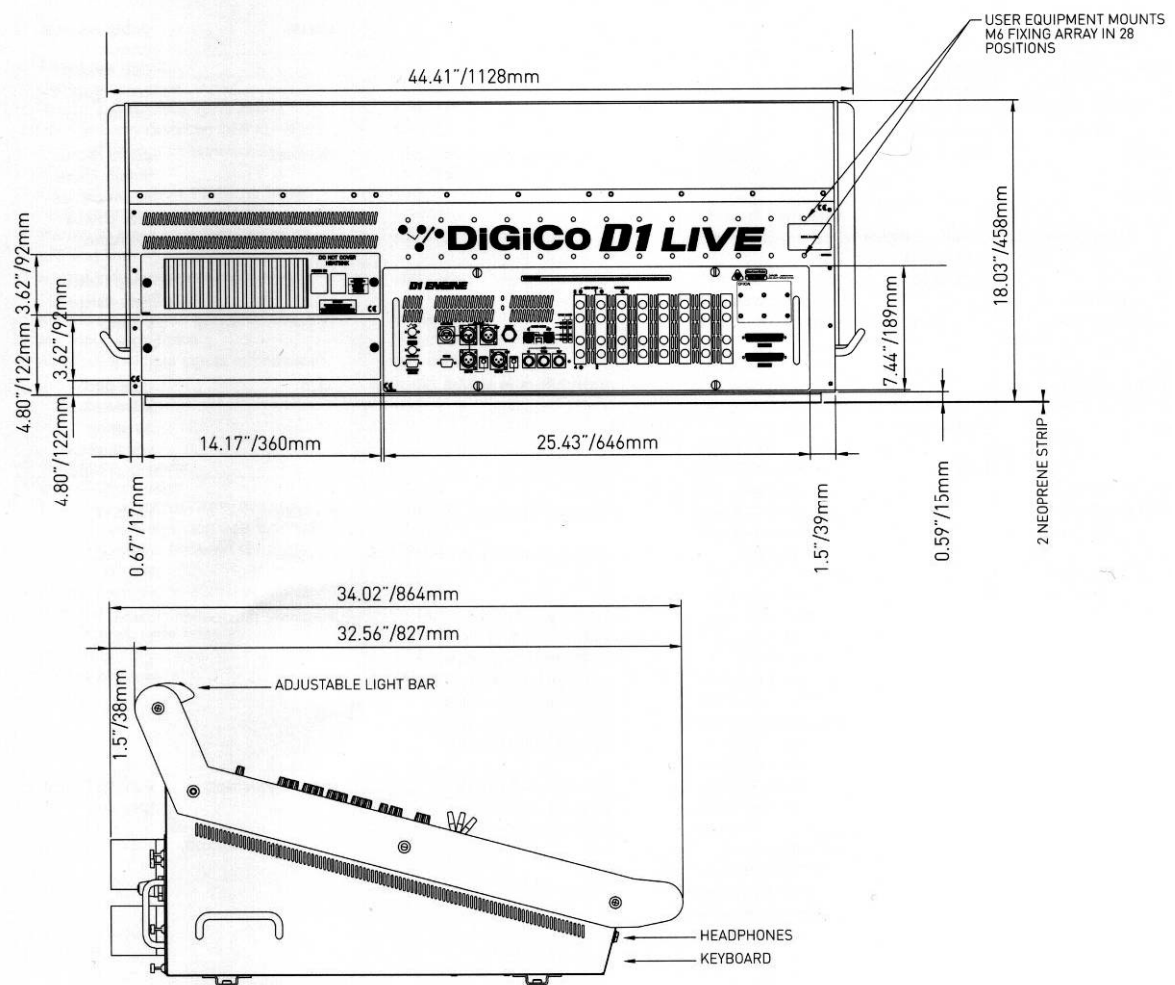 USER EQUIPMENT MOUNTS
M6 FIXING ARRAY IN 28
POSITIONS
44.41"/1128mm
DiGiCo D1 LIVE
DO NOT COVER
HEATSINK
D1 ENGINE
3.62"/92mm
4.80"/122mm
3.62"/92mm
4.80"/122mm
18.03"/458mm
7.44"/189mm
14.17"/360mm
25.43"/646mm
0.67"/17mm
1.5"/39mm
0.59"/15mm
2 NEOPRENE STRIP
34.02"/864mm
32.56"/827mm
1.5"/38mm
ADJUSTABLE LIGHT BAR
HEADPHONES
KEYBOARD